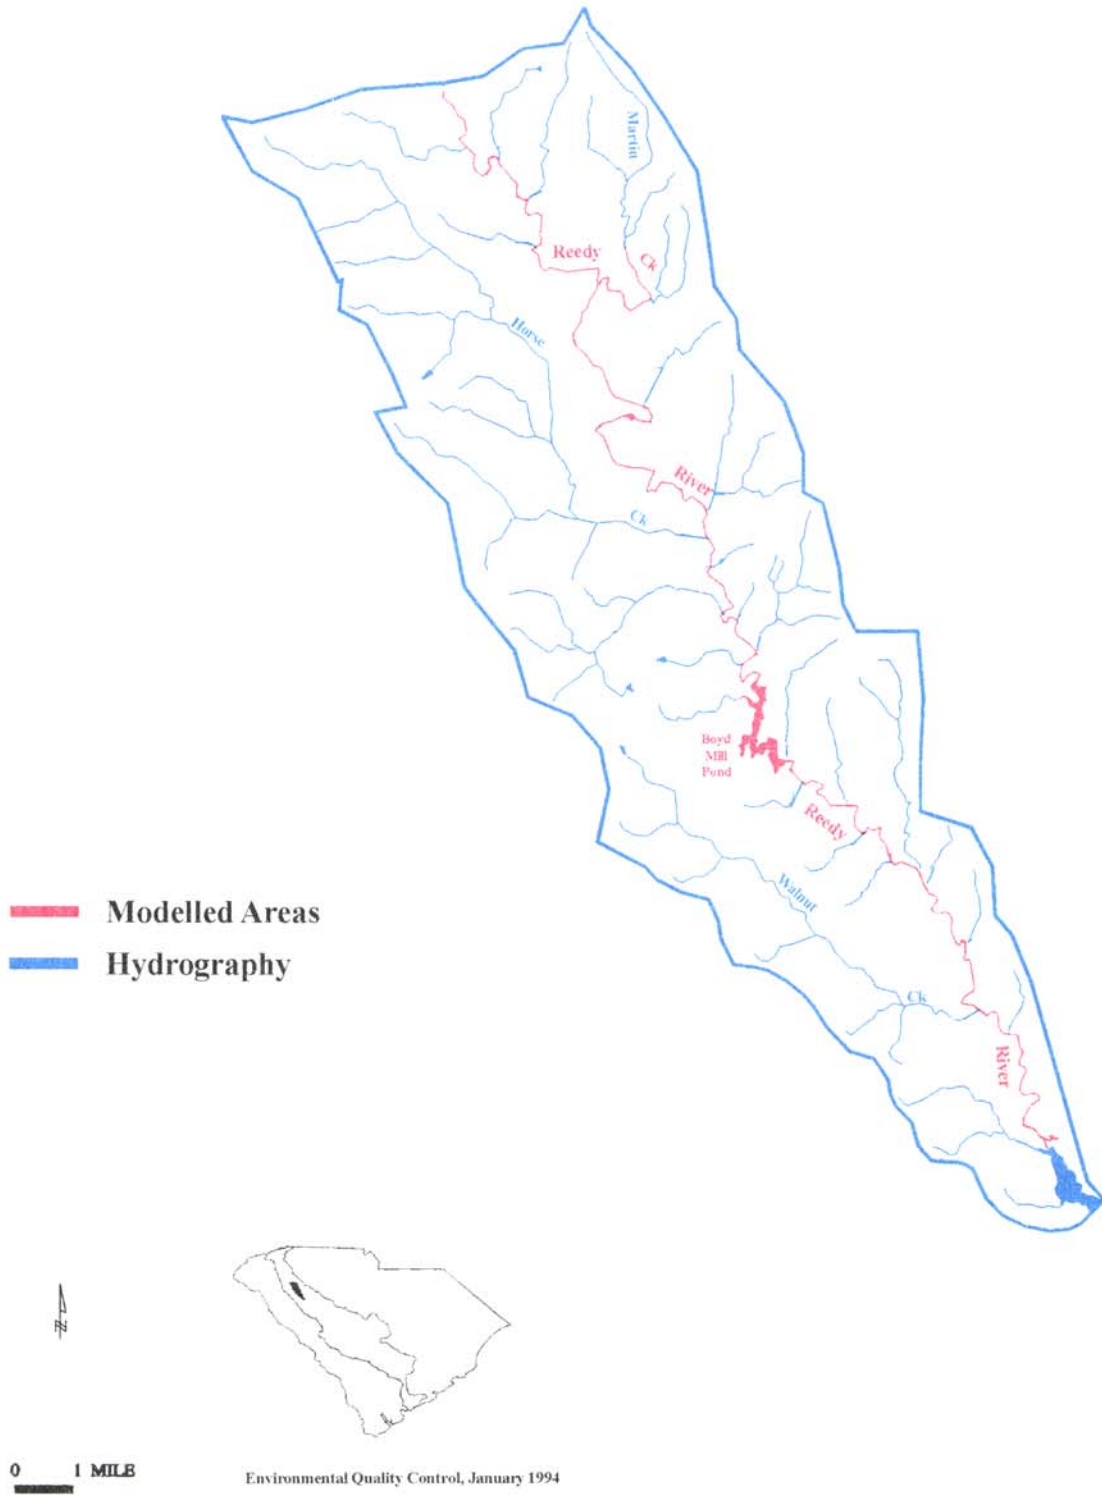 Martin
Reedy
Ck
Horse
River
Ck
Boyd
Mill
Pond
Reedy
Walnut
Modelled Areas
Hydrography
Ck
River
N
0 1 MILE
Environmental Quality Control, January 1994